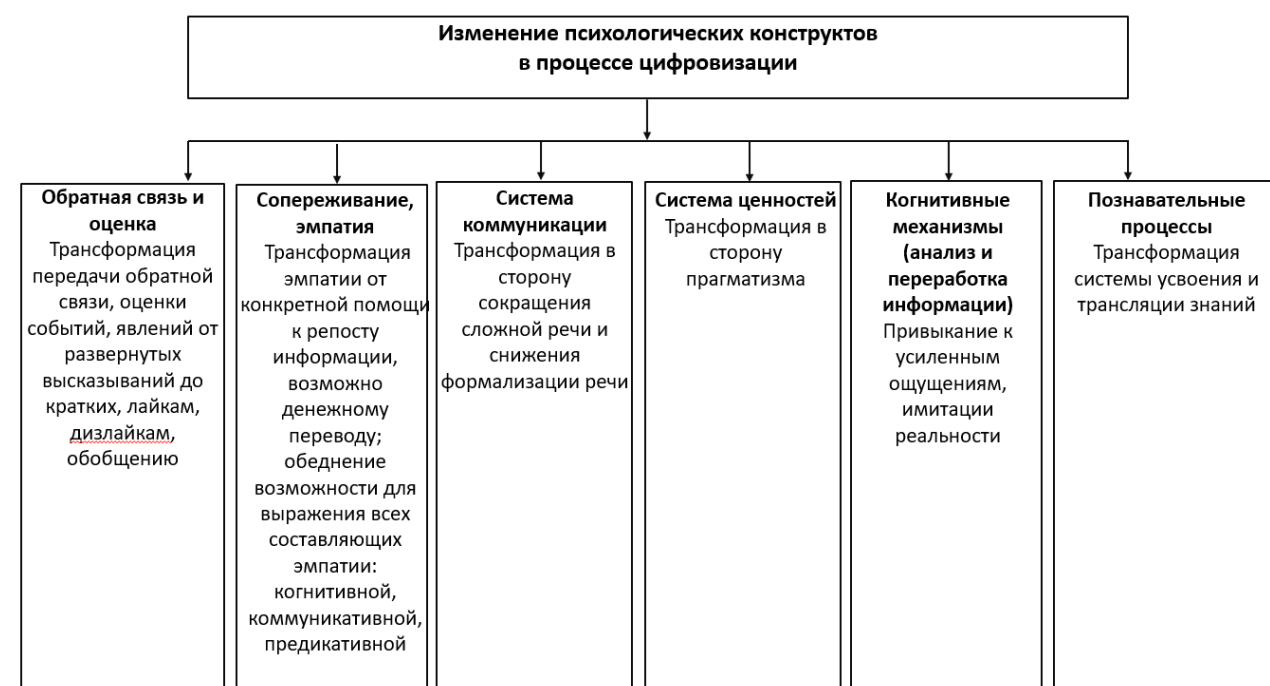 Изменение психологических конструктов
в процессе цифровизации
Обратная связь и
оценка
Трансформация
передачи обратной
связи, оценки
событий, явлений от
развернутых
высказываний до
кратких, лайкам,
дизлайкам,
обобщению
Сопереживание,
эмпатия
Трансформация
эмпатии от
конкретной помощи
к репосту
информации,
возможно
денежному
переводу;
обеднение
возможности для
выражения всех
составляющих
эмпатии:
когнитивной,
коммуникативной,
предикативной
Система
коммуникации
Трансформация в
сторону
сокращения
сложной речи и
снижения
формализации речи
Система ценностей
Трансформация в
сторону
прагматизма
Когнитивные
механизмы
(анализ и
переработка
информации)
Привыкание к
усиленным
ощущениям,
имитации
реальности
Познавательные
процессы
Трансформация
системы усвоения и
трансляции знаний